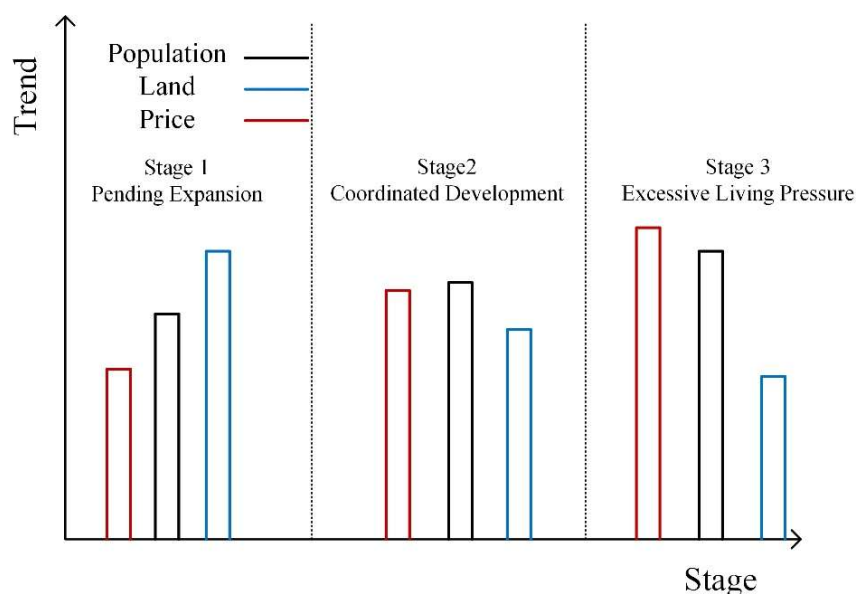 Trend
Population
Land
Price
Stage 1
Pending Expansion
Stage2
Coordinated Development
Stage 3
Excessive Living Pressure
Stage